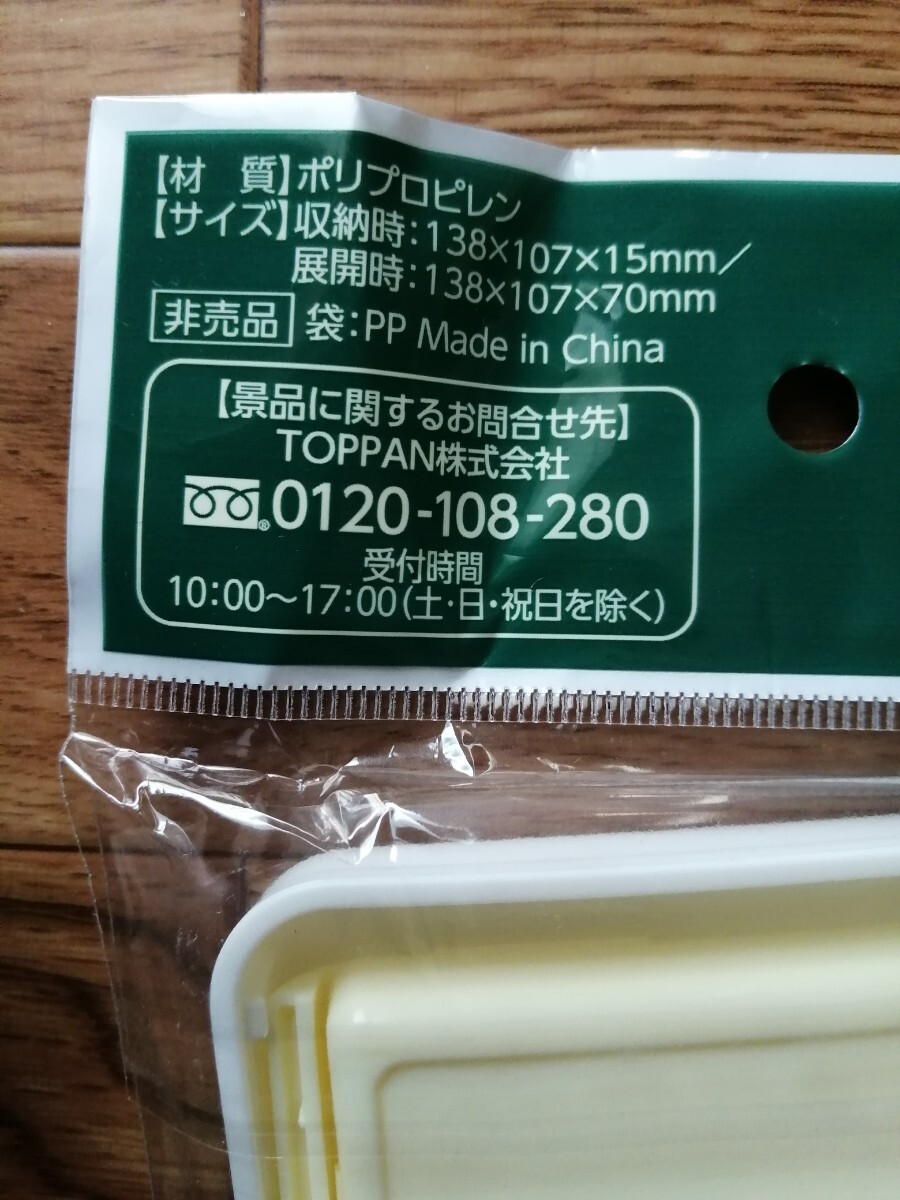 【材　質】ポリプロピレン
【サイズ】収納時：138×107×15mm／
展開時：138×107×70mm
非売品 袋：PP Made in China
【景品に関するお問合せ先】
TOPPAN株式会社
®0120-108-280
受付時間
10：00～17：00（土・日・祝日を除く）